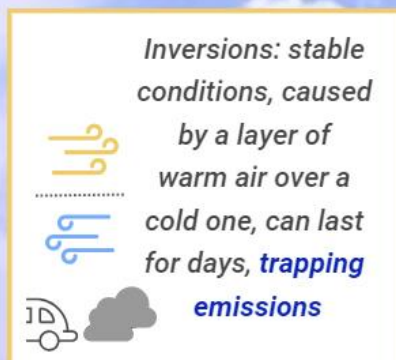 Inversions: stable
conditions, caused
by a layer of
warm air over a
cold one, can last
for days, trapping
emissions